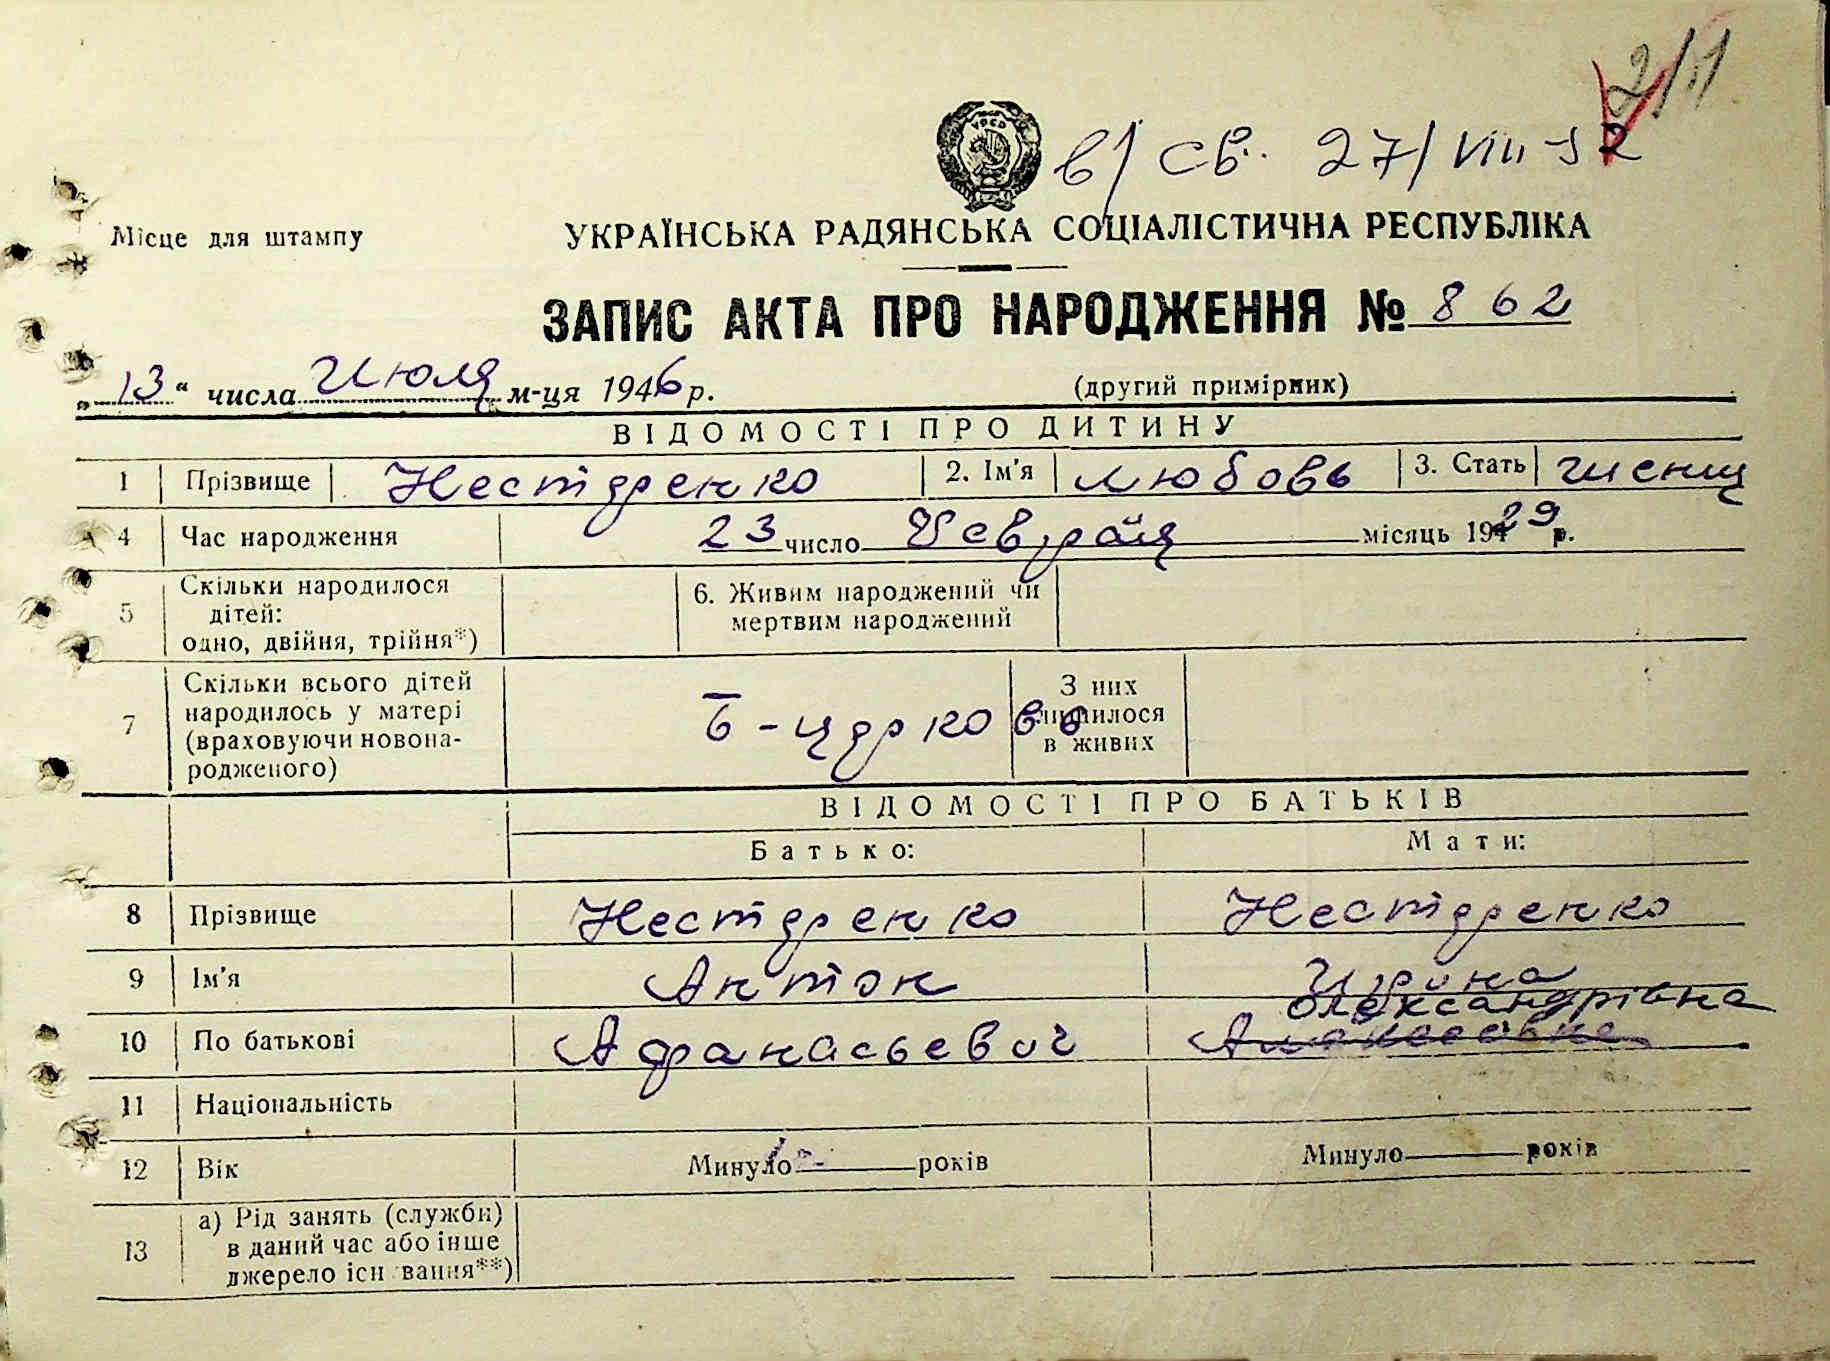 2/11
в/ св. 27/VIII-52
УРСР
Місце для штампу
УКРАЇНСЬКА РАДЯНСЬКА СОЦІАЛІСТИЧНА РЕСПУБЛІКА
ЗАПИС АКТА ПРО НАРОДЖЕННЯ № 862
„13“ числа Июля м-ця 1946 р. (другий примірник)
ВІДОМОСТІ ПРО ДИТИНУ
1 Прізвище Нестеренко 2. Ім'я Любовь 3. Стать женщ
4 Час народження 23 число Февраля місяць 1929 р.
5 Скільки народилося дітей: одно, двійня, трійня*) 6. Живим народжений чи мертвим народжений
7 Скільки всього дітей народилось у матері (враховуючи новонародженого) Б-Церковь З них лишилося в живих
ВІДОМОСТІ ПРО БАТЬКІВ
Батько: Мати:
8 Прізвище Нестеренко Нестеренко
9 Ім'я Антон Ирина
Олександрівна
10 По батькові Афанасьевич
11 Національність
12 Вік Минуло років Минуло років
13 а) Рід занять (служби) в даний час або інше джерело існування**)